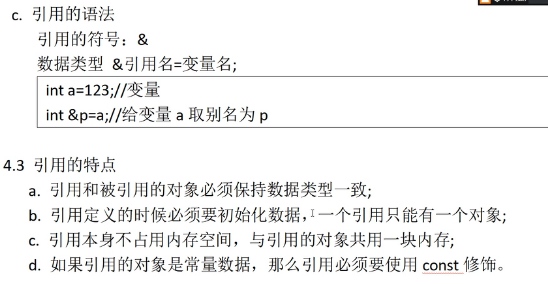 c. 引用的语法
引用的符号：&
数据类型 &引用名=变量名;
int a=123;//变量
int &p=a;//给变量 a 取别名为 p
4.3 引用的特点
a. 引用和被引用的对象必须保持数据类型一致;
b. 引用定义的时候必须要初始化数据，一个引用只能有一个对象;
c. 引用本身不占用内存空间，与引用的对象共用一块内存;
d. 如果引用的对象是常量数据，那么引用必须要使用 const 修饰。